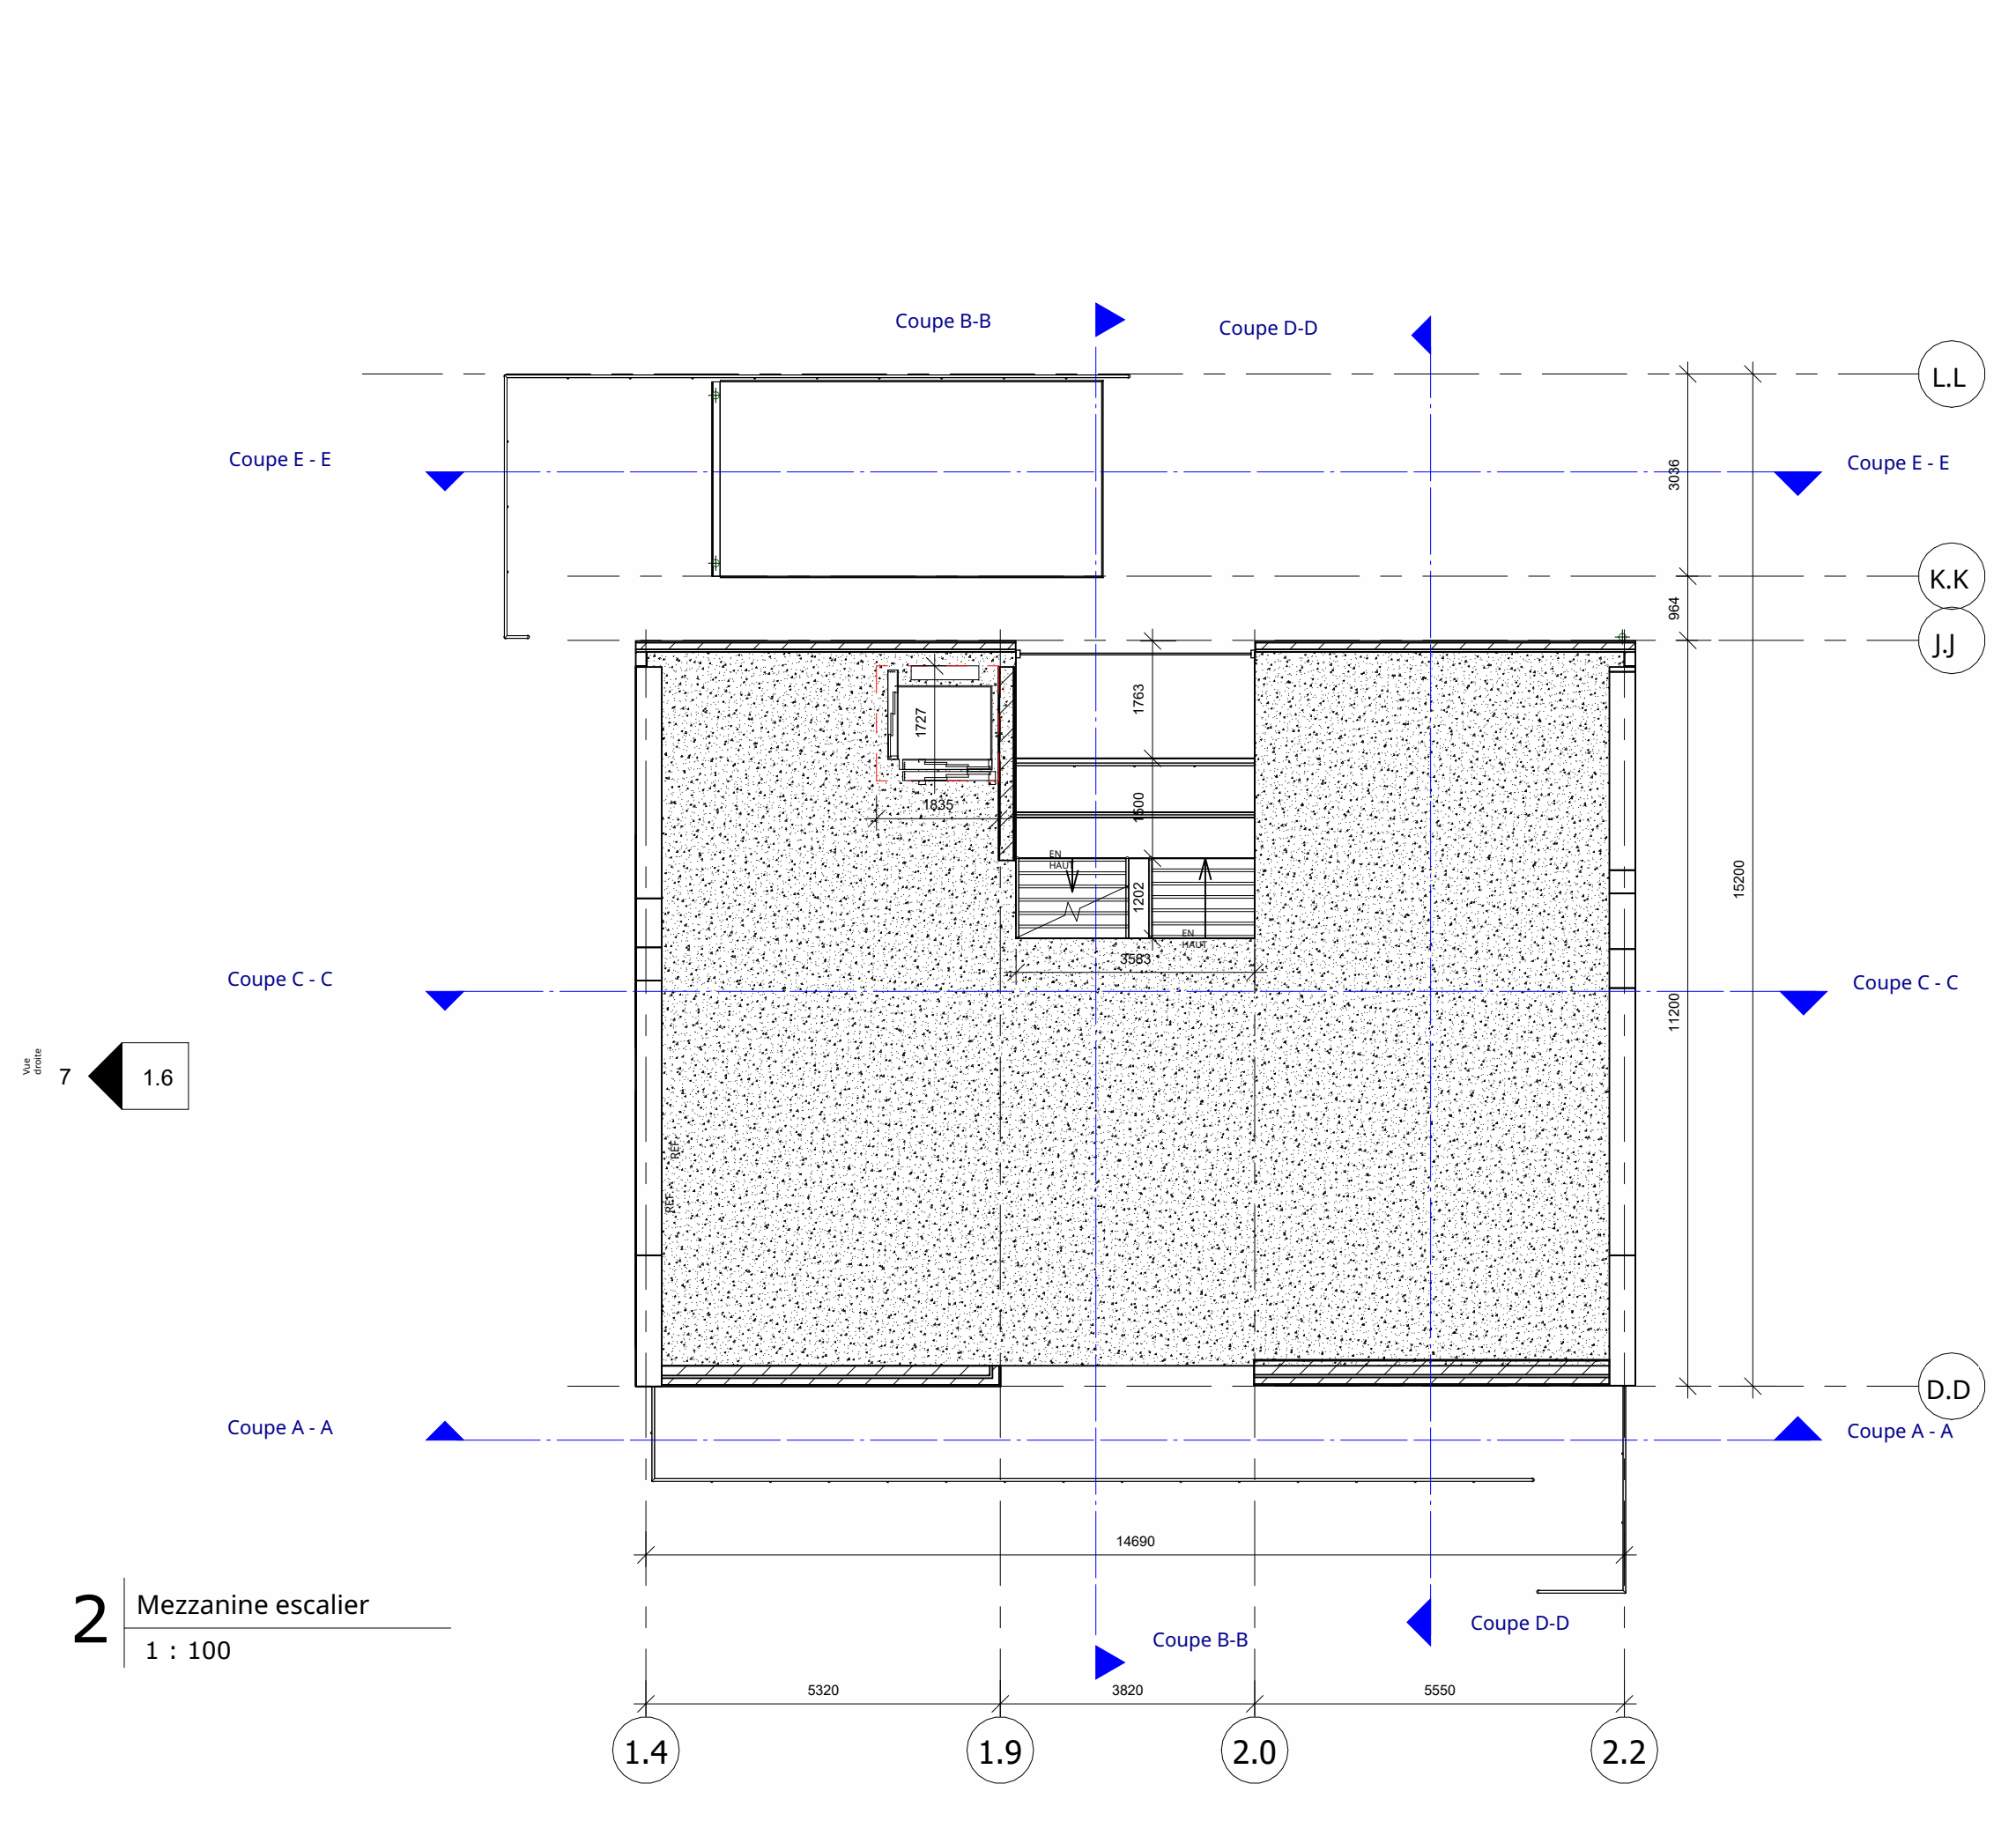 Coupe B-B
Coupe D-D
L.L
Coupe E - E
Coupe E - E
3036
K.K
964
J.J
1763
1727
1835
1500
EN
HAUT
1202
EN
HAUT
15200
3583
Coupe C - C
Coupe C - C
11200
Vue
droite
7
1.6
REF
REF
D.D
Coupe A - A
Coupe A - A
14690
2
Mezzanine escalier
1 : 100
Coupe D-D
Coupe B-B
5320
3820
5550
1.4
1.9
2.0
2.2